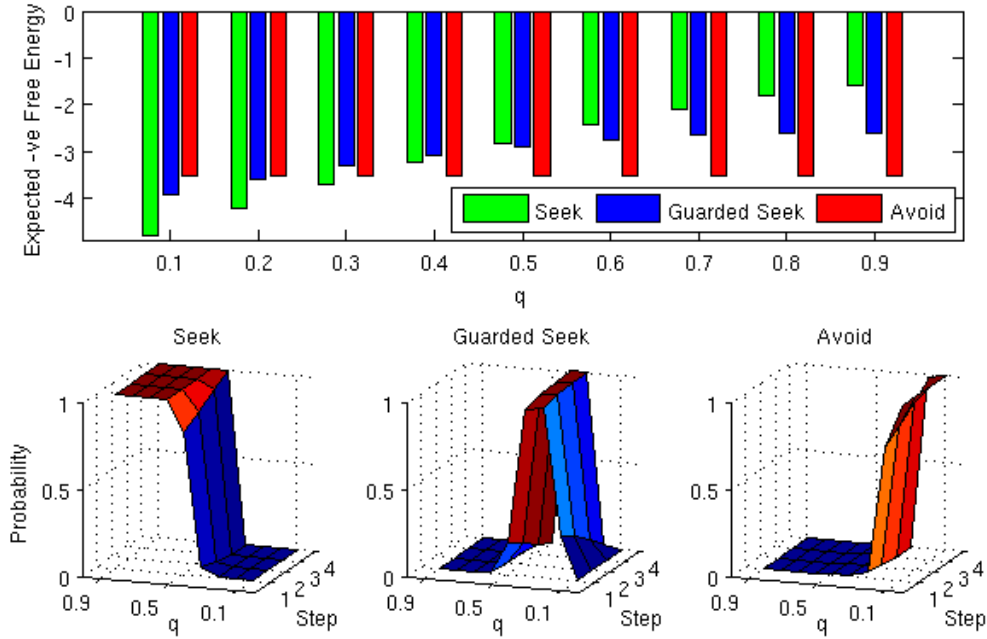 Expected -ve Free Energy
0
-1
-2
-3
-4
0.1 0.2 0.3 0.4 0.5 0.6 0.7 0.8 0.9
q
Seek Guarded Seek Avoid
Seek
Probability
1
0.5
0
0.9 0.5 0.1
q
1 2 3 4
Step
Guarded Seek
1
0.5
0
0.9 0.5 0.1
q
1 2 3 4
Step
Avoid
1
0.5
0
0.9 0.5 0.1
q
1 2 3 4
Step